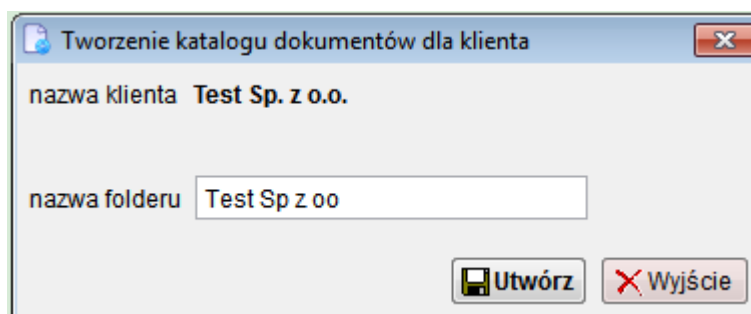 Tworzenie katalogu dokumentów dla klienta
nazwa klienta Test Sp. z o.o.
nazwa folderu Test Sp z oo
Utwórz Wyjście